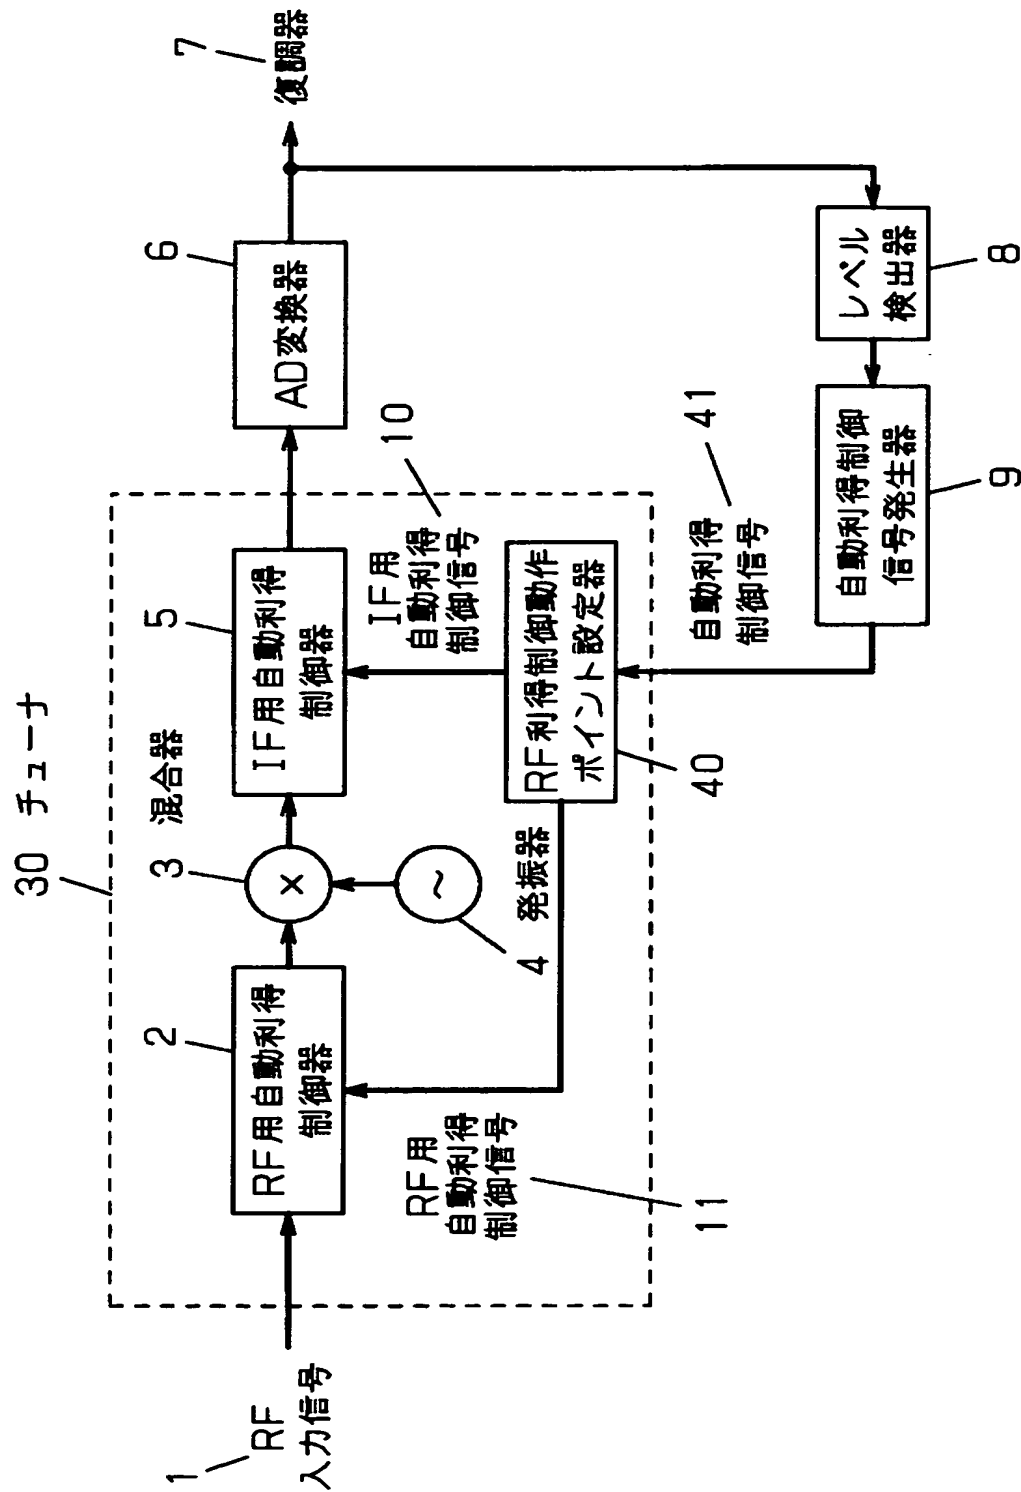 30 チューナ
1
RF
入力信号
2
RF用自動利得
制御器
3
混合器
×
4
発振器
~
5
IF用自動利得
制御器
6
AD変換器
7
復調器
IF用
自動利得
制御信号
10
RF用
自動利得
制御信号
11
RF利得制御動作
ポイント設定器
40
自動利得
制御信号
41
レベル
検出器
8
自動利得制御
信号発生器
9